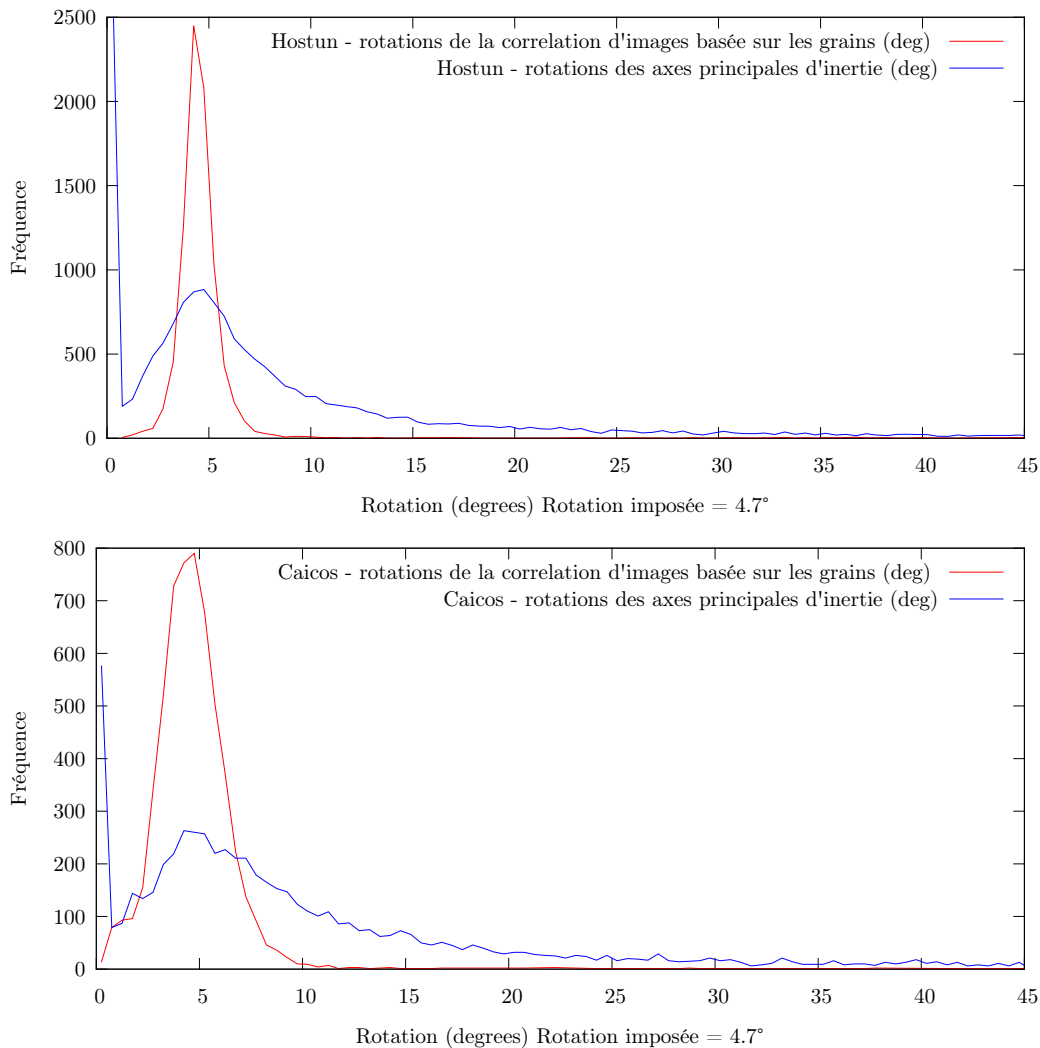 Hostun - rotations de la correlation d'images basée sur les grains (deg)
Hostun - rotations des axes principales d'inertie (deg)
Fréquence
2500
2000
1500
1000
500
0
0 5 10 15 20 25 30 35 40 45
Rotation (degrees) Rotation imposée = 4.7°
Caicos - rotations de la correlation d'images basée sur les grains (deg)
Caicos - rotations des axes principales d'inertie (deg)
Fréquence
800
700
600
500
400
300
200
100
0
0 5 10 15 20 25 30 35 40 45
Rotation (degrees) Rotation imposée = 4.7°